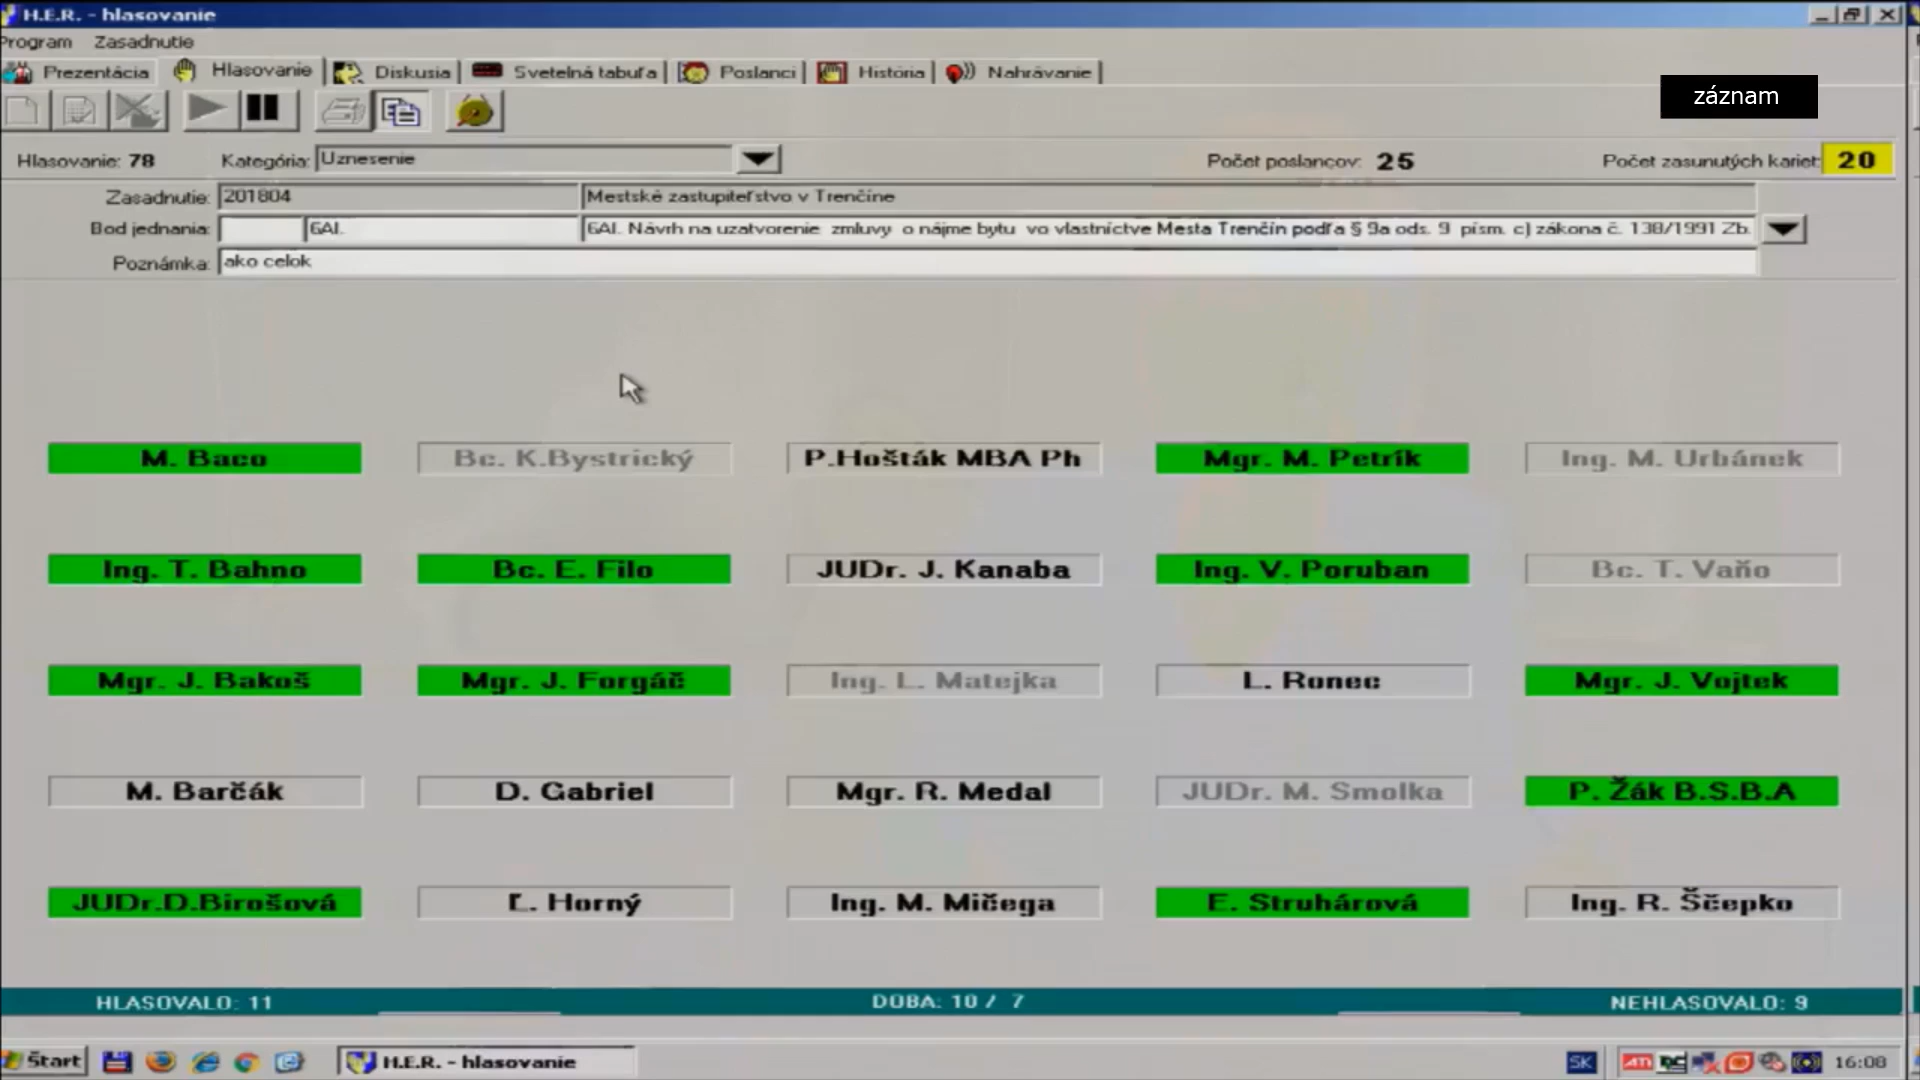 H.E.R. - hlasovanie
Program Zasadnutie
Prezentácia Hlasovanie Diskusia Svetelná tabuľa Poslanci História Nahrávanie
záznam
Hlasovanie: 78 Kategória: Uznesenie Počet poslancov: 25 Počet zasunutých kariet: 20
Zasadnutie: 201804 Mestské zastupiteľstvo v Trenčíne
Bod jednania: 6AI. 6AI. Návrh na uzatvorenie zmluvy o nájme bytu vo vlastníctve Mesta Trenčín podľa § 9a ods. 9 písm. c) zákona č. 138/1991 Zb.
Poznámka: ako celok
M. Baco Bc. K.Bystrický P.Hošták MBA Ph Mgr. M. Petrík Ing. M. Urbánek
Ing. T. Bahno Bc. E. Filo JUDr. J. Kanaba Ing. V. Poruban Bc. T. Vaňo
Mgr. J. Bakoš Mgr. J. Forgáč Ing. L. Matejka L. Ronec Mgr. J. Vojtek
M. Barčák D. Gabriel Mgr. R. Medal JUDr. M. Smolka P. Žák B.S.B.A
JUDr.D.Birošová Ľ. Horný Ing. M. Mičega E. Struhárová Ing. R. Ščepko
HLASOVALO: 11 DOBA: 10 / 7 NEHLASOVALO: 9
Štart H.E.R. - hlasovanie SK ATI 16:08